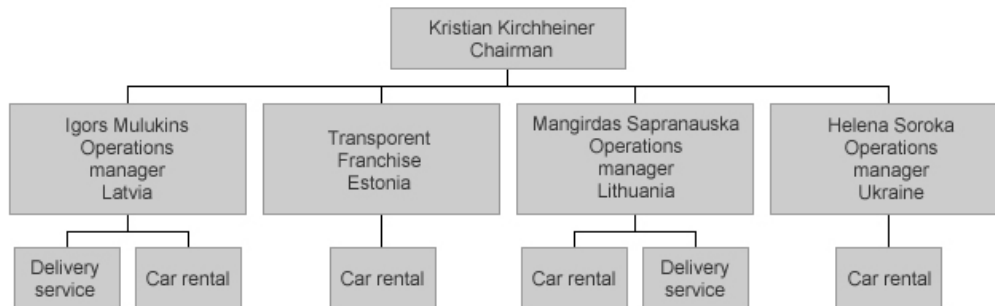 Kristian Kirchheiner
Chairman
Igors Mulukins
Operations
manager
Latvia
Transporent
Franchise
Estonia
Mangirdas Sapranauska
Operations
manager
Lithuania
Helena Soroka
Operations
manager
Ukraine
Delivery
service
Car rental
Car rental
Car rental
Delivery
service
Car rental